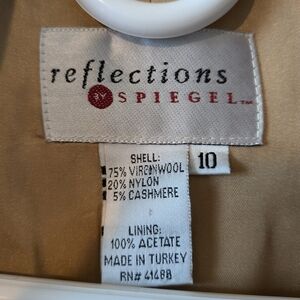 reflections
BY SPIEGEL™
SHELL:
75% VIRGIN WOOL
20% NYLON
5% CASHMERE
10
LINING:
100% ACETATE
MADE IN TURKEY
RN# 41488